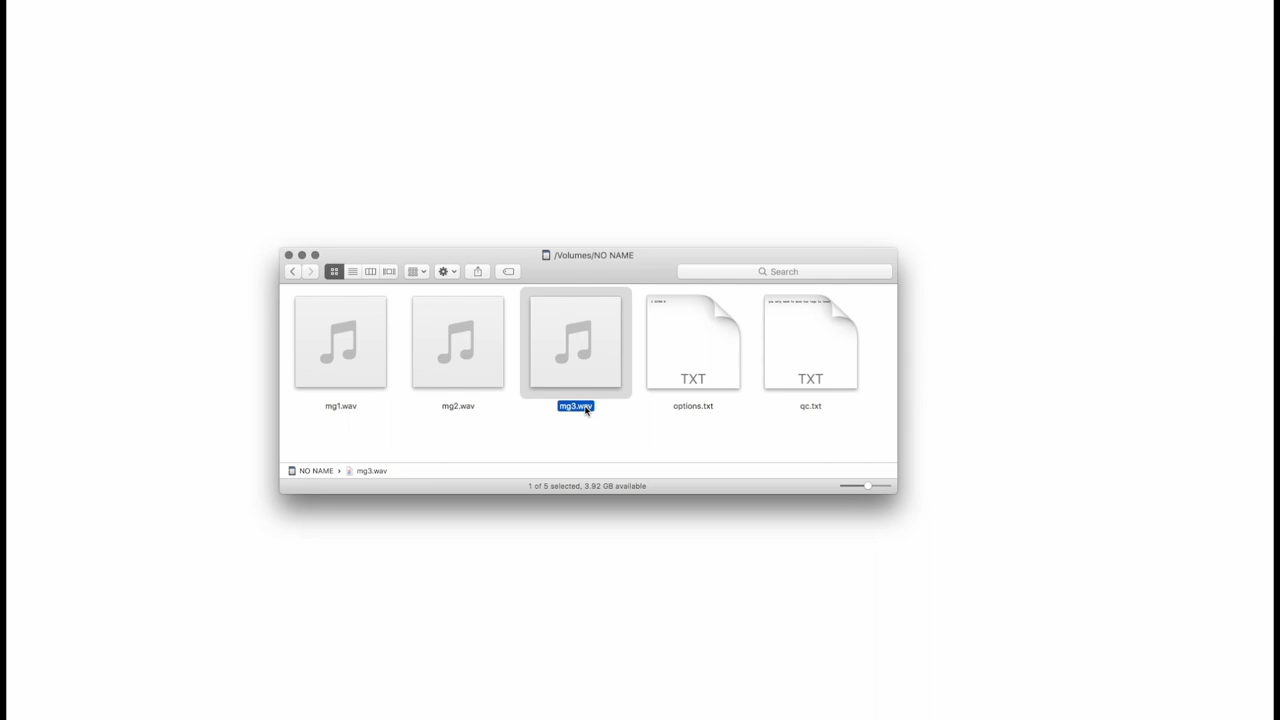 /Volumes/NO NAME
Search
TXT
TXT
mg1.wav
mg2.wav
mg3.wav
options.txt
qc.txt
NO NAME › mg3.wav
1 of 5 selected, 3.92 GB available